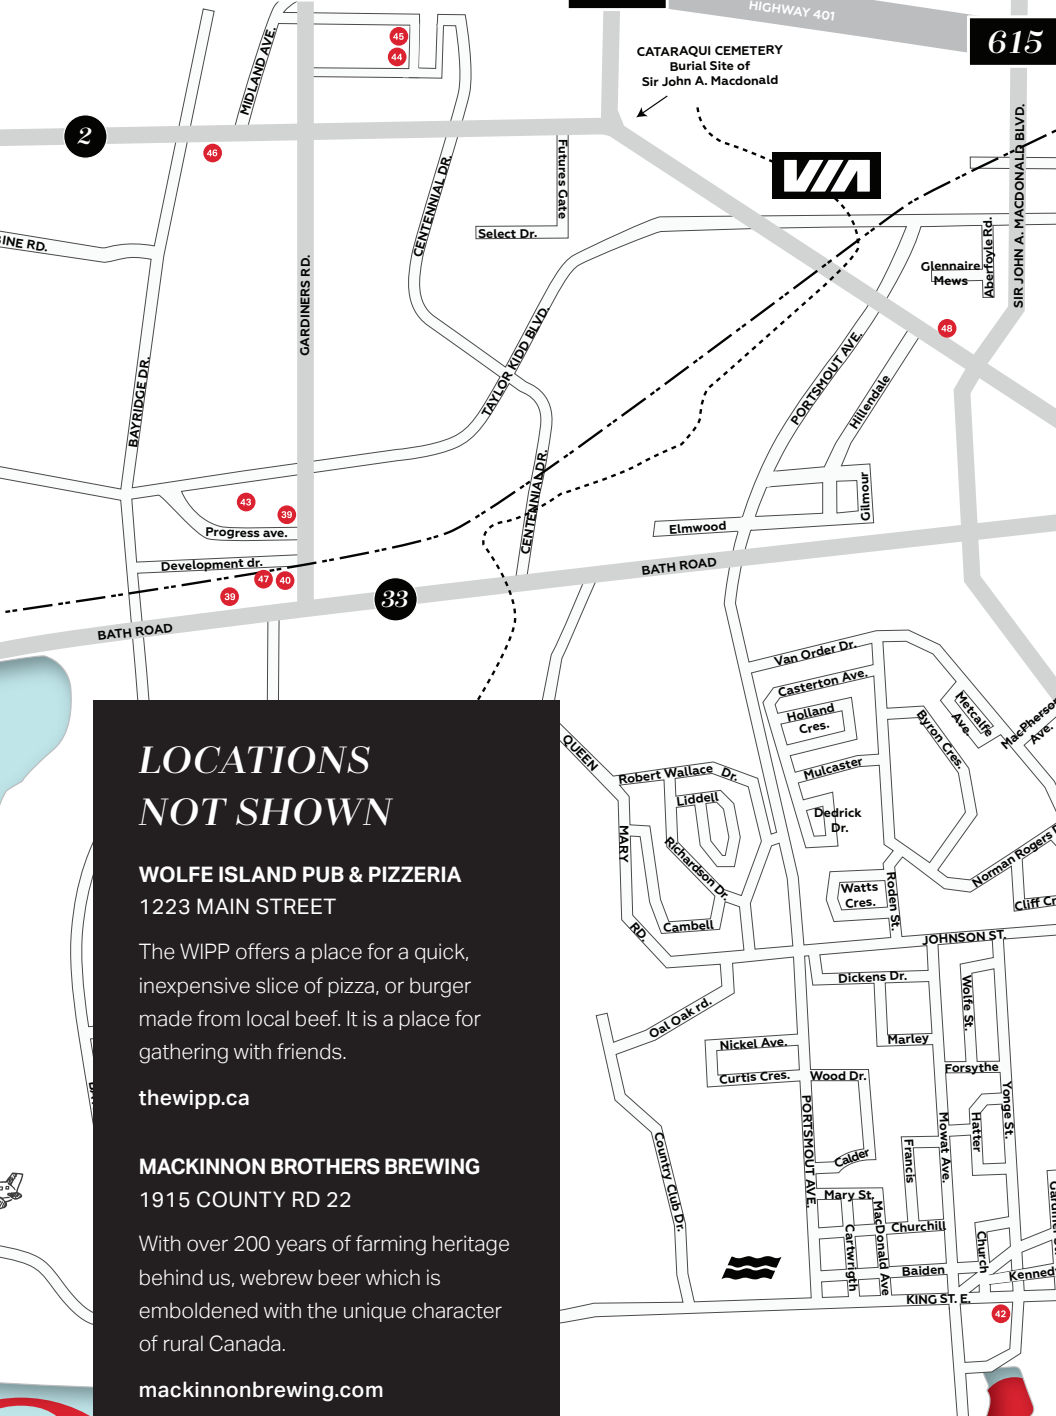 HIGHWAY 401
615
CATARAQUI CEMETERY
Burial Site of
Sir John A. Macdonald
45
44
MIDLAND AVE.
2
46
VIA
SIR JOHN A. MACDONALD BLVD.
Futures Gate
CENTENNIAL DR.
Select Dr.
INE RD.
GARDINERS RD.
Aberfoyle Rd.
Glennaire
Mews
48
TAYLOR KIDD BLVD.
PORTSMOUT AVE.
Hillendale
BAYRIDGE DR.
CENTENNIAL DR.
Gilmour
43
39
Progress ave.
Elmwood
Development dr.
BATH ROAD
47
40
39
33
BATH ROAD
Van Order Dr.
Casterton Ave.
Holland
Cres.
Metcalfe
Ave.
MacPherson
Ave.
Byron Cres.
QUEEN
MARY
RD.
Robert Wallace Dr.
Liddell
Mulcaster
Dedrick
Dr.
Richardson Dr.
Norman Rogers
Watts
Cres.
Roden St.
Cliff Cr
Cambell
JOHNSON ST.
Dickens Dr.
Wolfe St.
Oal Oak rd.
Nickel Ave.
Marley
Curtis Cres.
Wood Dr.
Forsythe
Yonge St.
PORTSMOUT AVE.
Mowat Ave.
Hatter
Country Club Dr.
Calder
Francis
Mary St.
MacDonald Ave
Cartwrigth
Churchill
Church
Baiden
Kenned
KING ST. E.
42
LOCATIONS
NOT SHOWN
WOLFE ISLAND PUB & PIZZERIA
1223 MAIN STREET
The WIPP offers a place for a quick,
inexpensive slice of pizza, or burger
made from local beef. It is a place for
gathering with friends.
thewipp.ca
MACKINNON BROTHERS BREWING
1915 COUNTY RD 22
With over 200 years of farming heritage
behind us, webrew beer which is
emboldened with the unique character
of rural Canada.
mackinnonbrewing.com